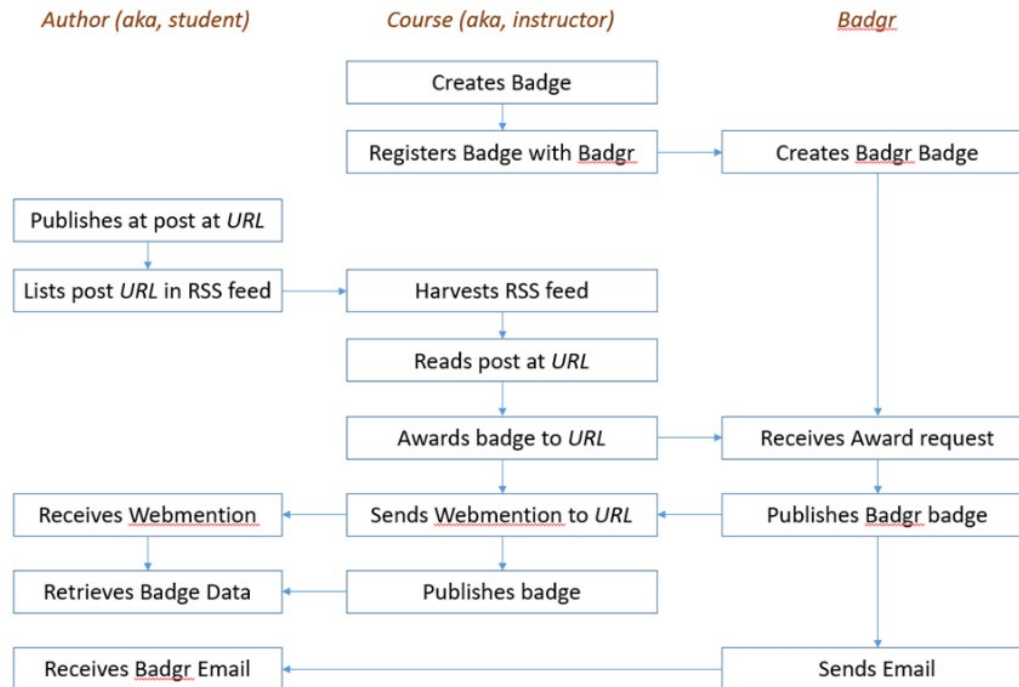 Author (aka, student) Course (aka, instructor) Badgr
Creates Badge
Registers Badge with Badgr Creates Badgr Badge
Publishes at post at URL
Lists post URL in RSS feed Harvests RSS feed
Reads post at URL
Awards badge to URL Receives Award request
Receives Webmention Sends Webmention to URL Publishes Badgr badge
Retrieves Badge Data Publishes badge
Receives Badgr Email Sends Email